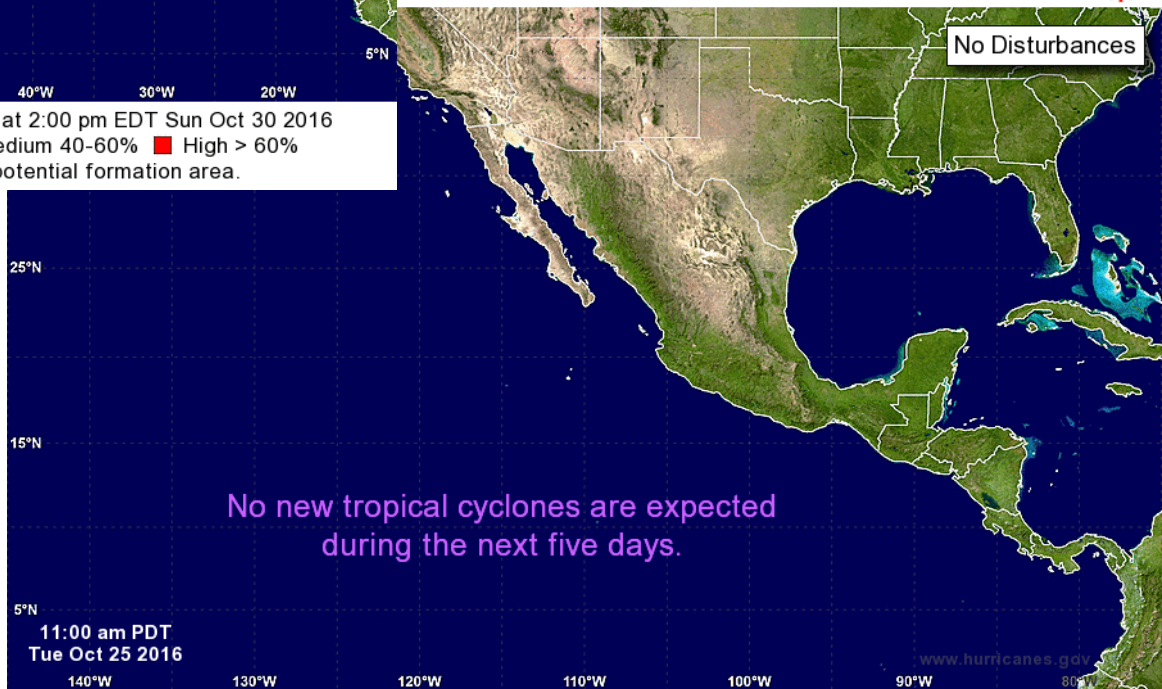 5°N
No Disturbances
40°W 30°W 20°W
at 2:00 pm EDT Sun Oct 30 2016
40-60% High > 60%
potential formation area.
25°N
15°N
No new tropical cyclones are expected
during the next five days.
5°N
11:00 am PDT
Tue Oct 25 2016
www.hurricanes.gov
140°W 130°W 120°W 110°W 100°W 90°W